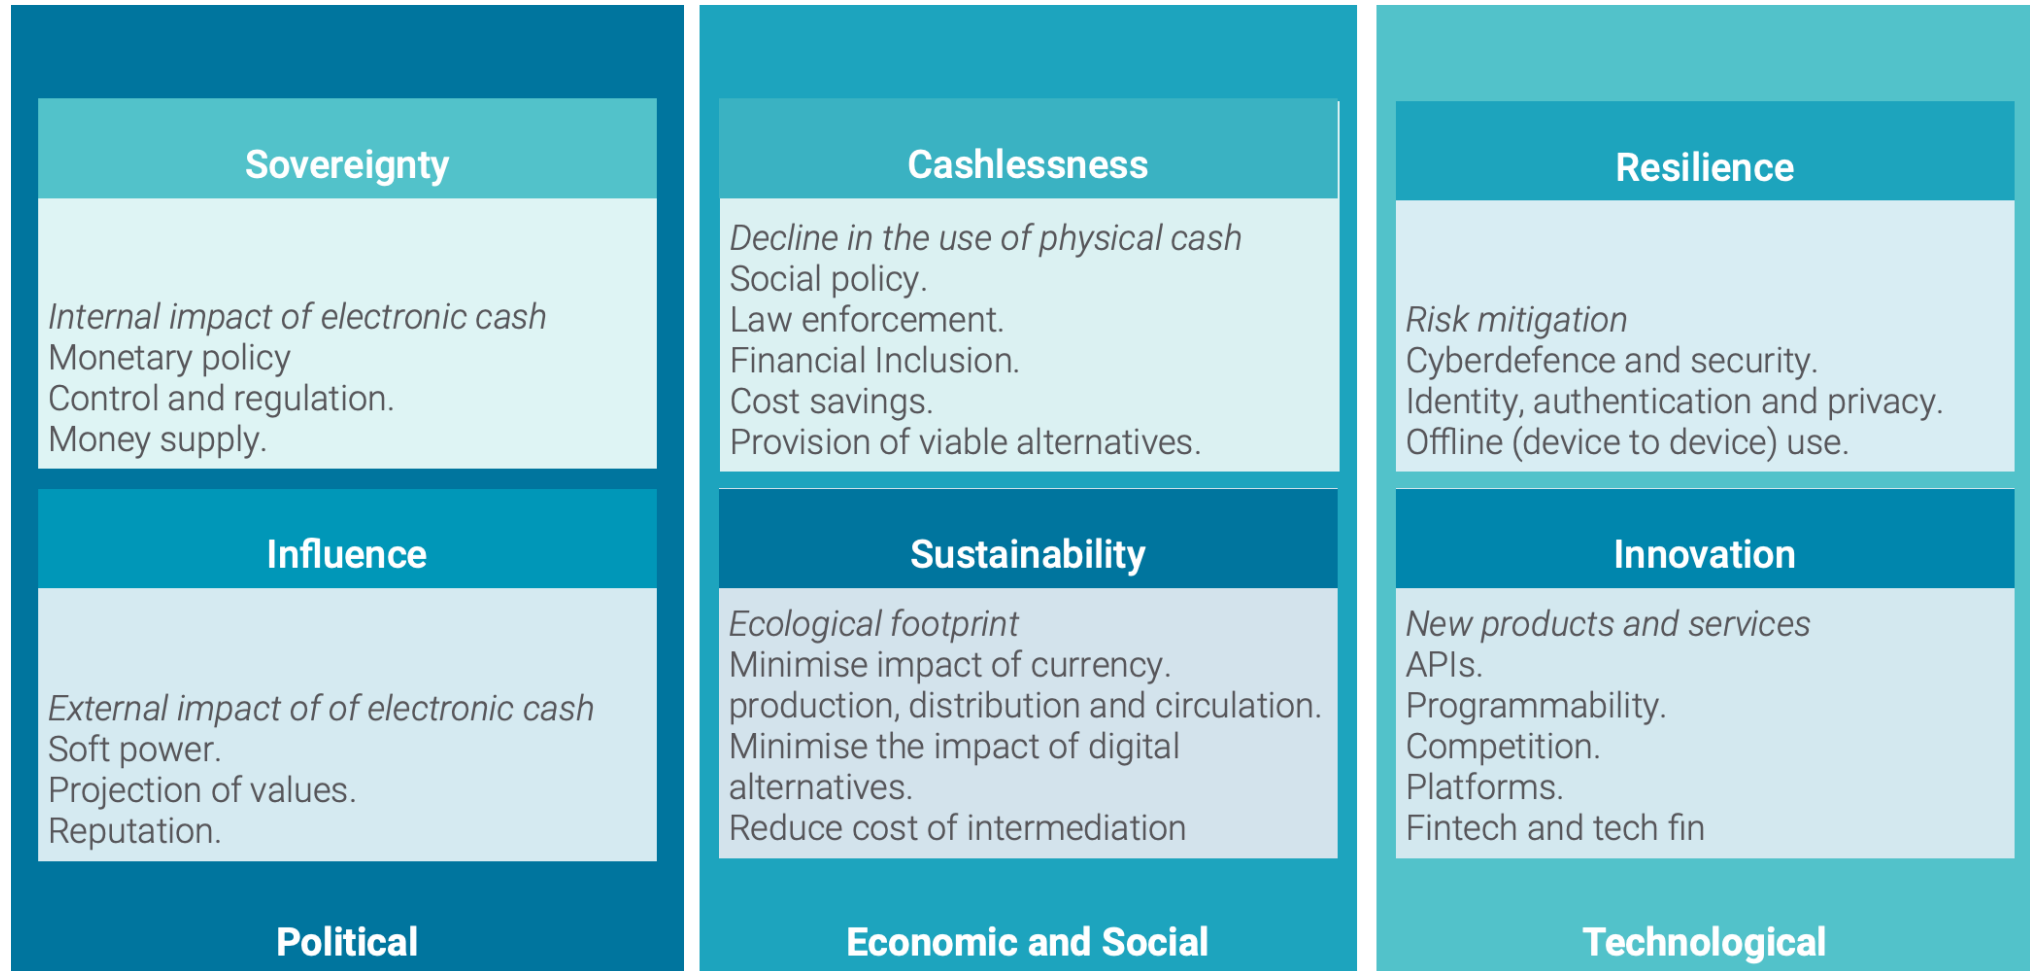 Sovereignty
Internal impact of electronic cash
Monetary policy
Control and regulation.
Money supply.
Influence
External impact of of electronic cash
Soft power.
Projection of values.
Reputation.
Political
Cashlessness
Decline in the use of physical cash
Social policy.
Law enforcement.
Financial Inclusion.
Cost savings.
Provision of viable alternatives.
Sustainability
Ecological footprint
Minimise impact of currency.
production, distribution and circulation.
Minimise the impact of digital
alternatives.
Reduce cost of intermediation
Economic and Social
Resilience
Risk mitigation
Cyberdefence and security.
Identity, authentication and privacy.
Offline (device to device) use.
Innovation
New products and services
APIs.
Programmability.
Competition.
Platforms.
Fintech and tech fin
Technological